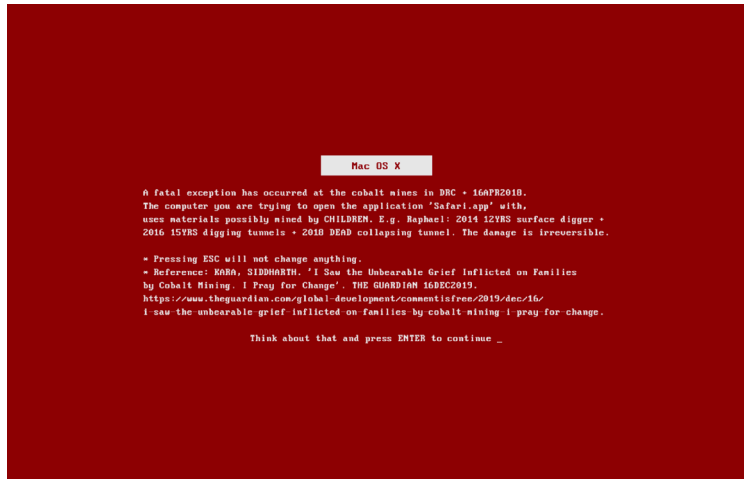 Mac OS X
A fatal exception has occurred at the cobalt mines in DRC + 16APR2018.
The computer you are trying to open the application 'Safari.app' with,
uses materials possibly mined by CHILDREN. E.g. Raphael: 2014 12YRS surface digger +
2016 15YRS digging tunnels + 2018 DEAD collapsing tunnel. The damage is irreversible.
* Pressing ESC will not change anything.
* Reference: KARA, SIDDHARTH. 'I Saw the Unbearable Grief Inflicted on Families
by Cobalt Mining. I Pray for Change'. THE GUARDIAN 16DEC2019.
https://www.theguardian.com/global-development/commentisfree/2019/dec/16/
i-saw-the-unbearable-grief-inflicted-on-families-by-cobalt-mining-i-pray-for-change.
Think about that and press ENTER to continue _